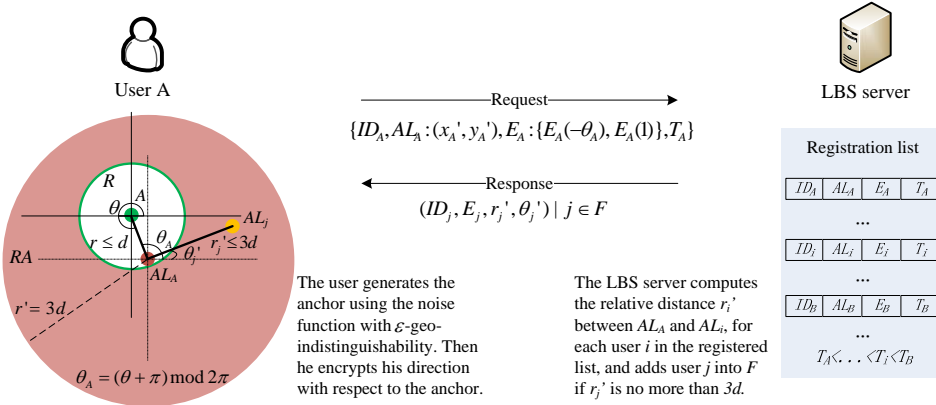 User A
LBS server
Request
{ID_A, AL_A:(x_A', y_A'), E_A:{E_A(−θ_A), E_A(1)}, T_A}
Response
(ID_j, E_j, r_j', θ_j') | j ∈ F
R
A
θ
AL_j
r ≤ d
θ_A
r_j' ≤ 3d
θ_j'
RA
AL_A
r' = 3d
θ_A = (θ + π) mod 2π
The user generates the
anchor using the noise
function with ε-geo-
indistinguishability. Then
he encrypts his direction
with respect to the anchor.
The LBS server computes
the relative distance r_i'
between AL_A and AL_i, for
each user i in the registered
list, and adds user j into F
if r_j' is no more than 3d.
Registration list
ID_A AL_A E_A T_A
...
ID_i AL_i E_i T_i
...
ID_B AL_B E_B T_B
...
T_A<...<T_i<T_B